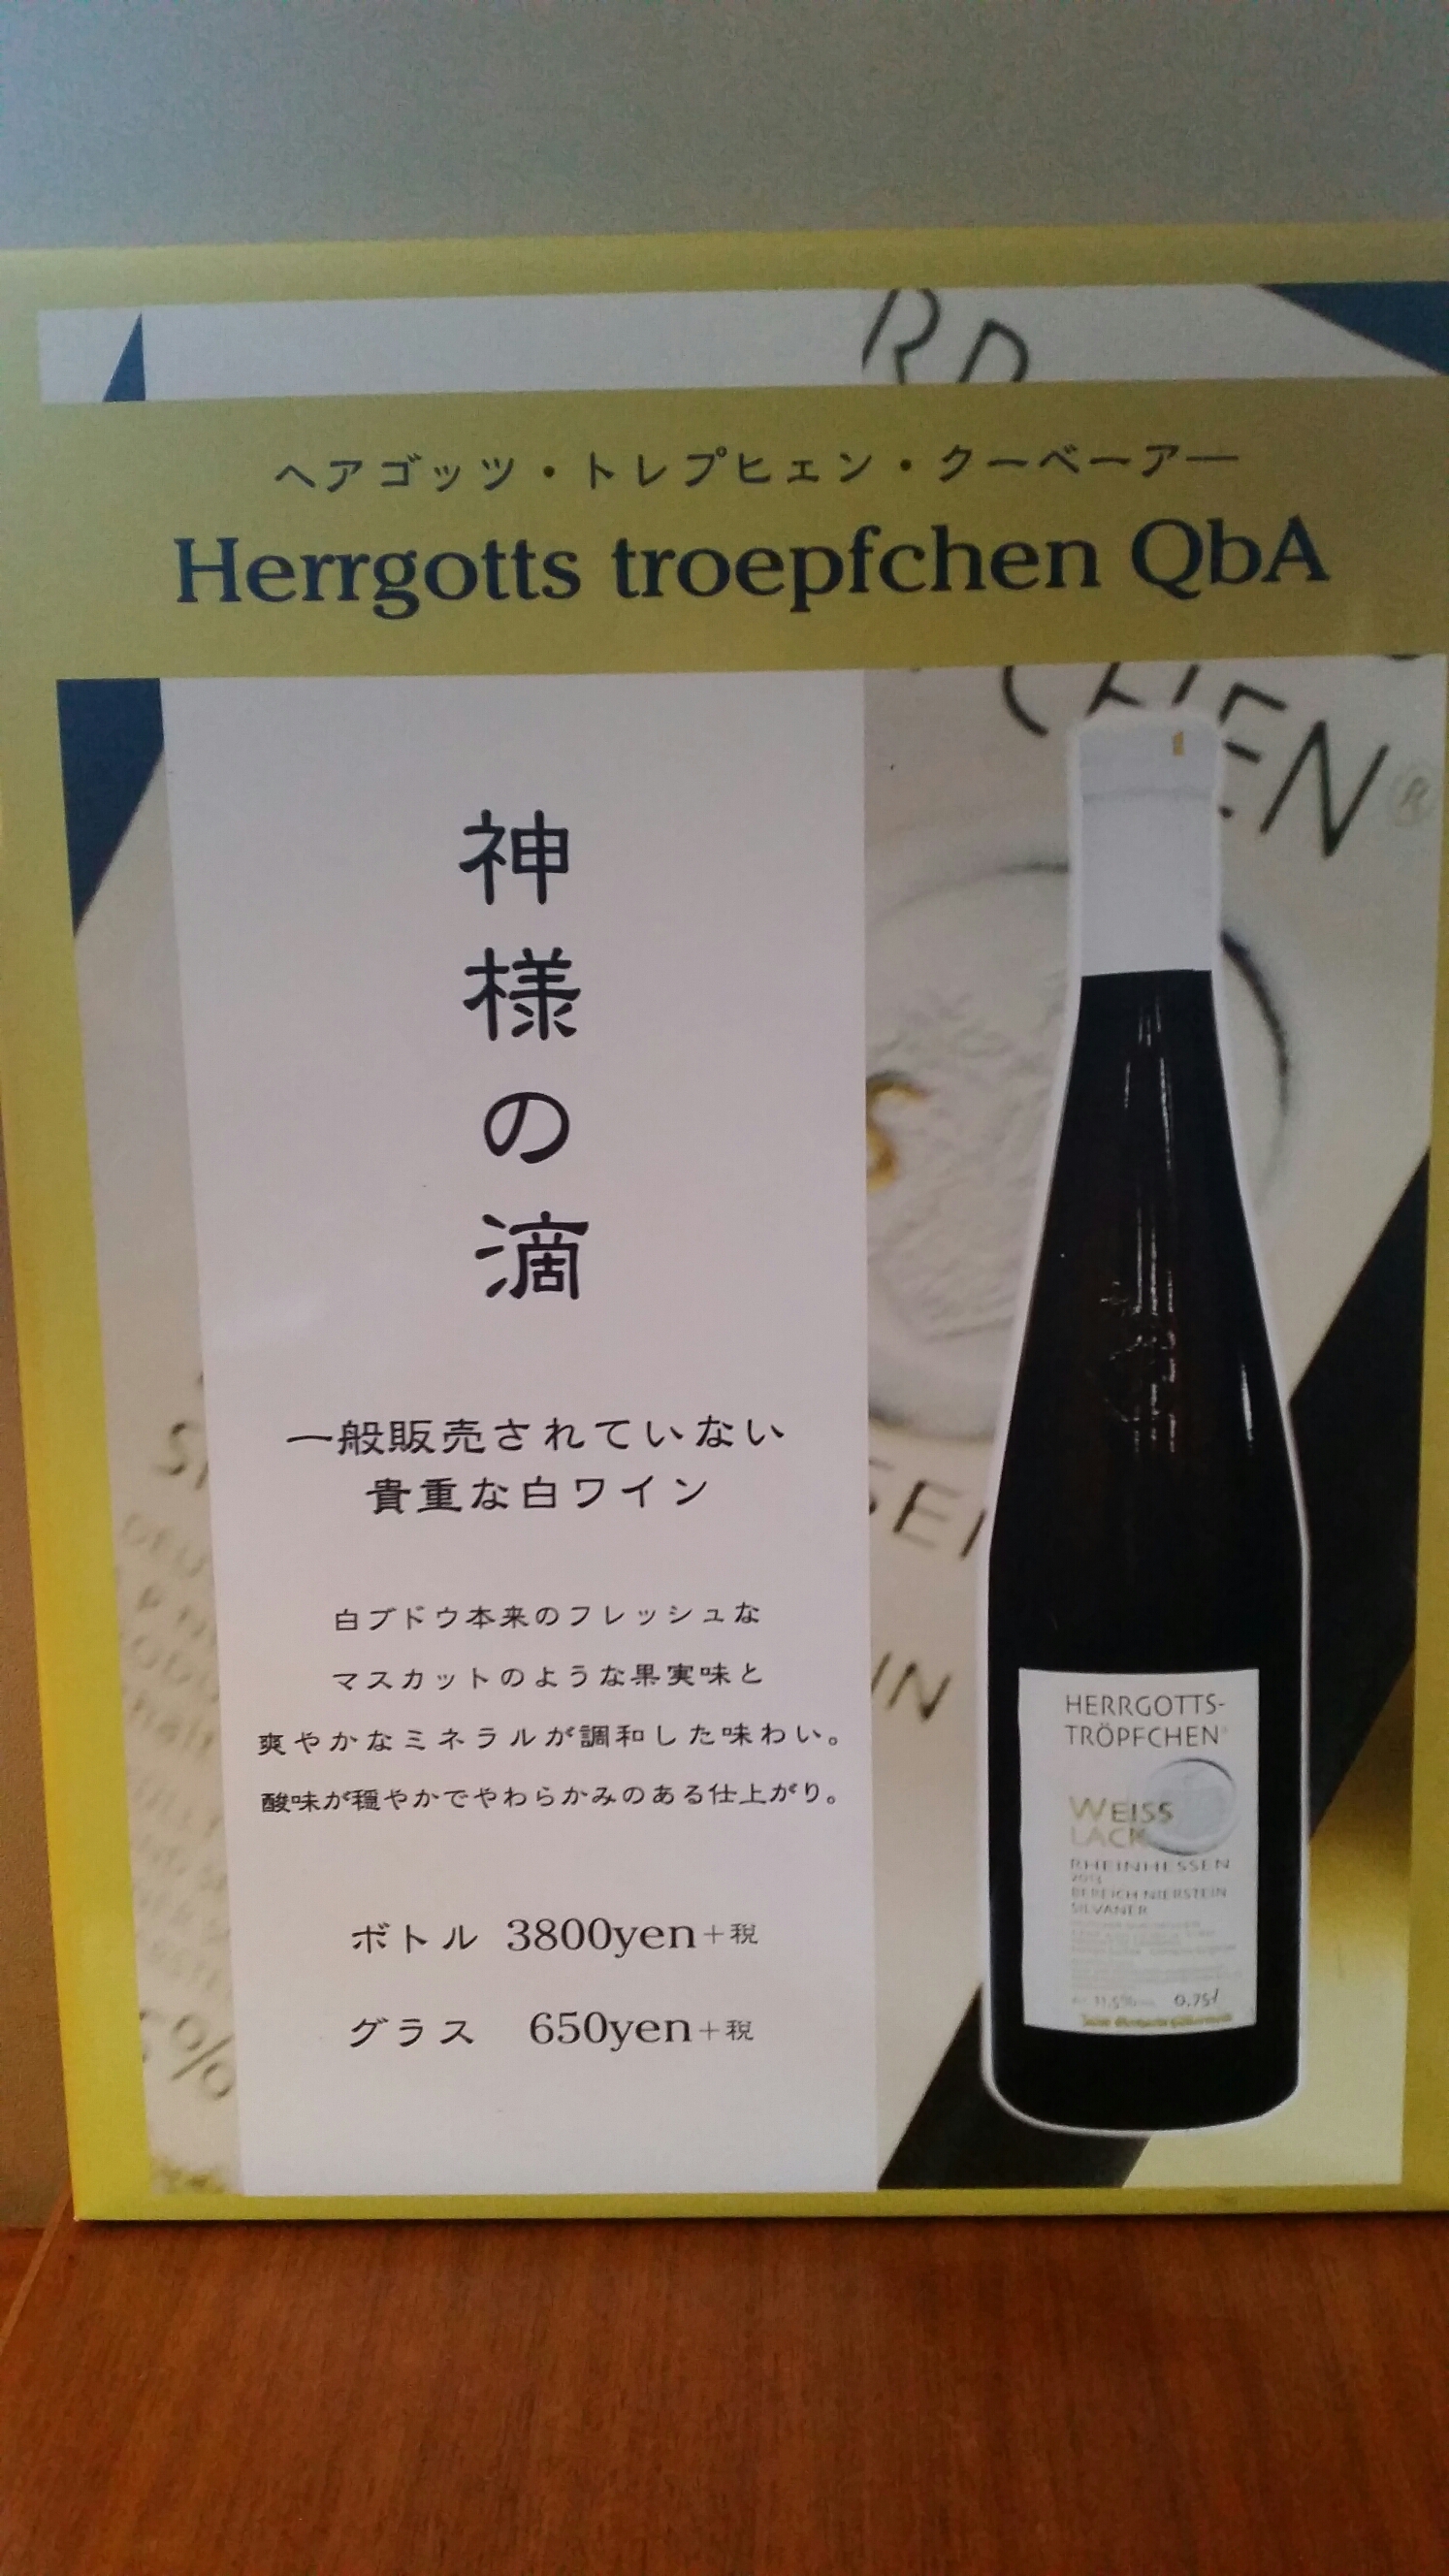 ヘアゴッツ・トレプヒェン・クーベーアー
Herrgotts troepfchen QbA
神様の滴
一般販売されていない
貴重な白ワイン
白ブドウ本来のフレッシュな
マスカットのような果実味と
爽やかなミネラルが調和した味わい。
酸味が穏やかでやわらかみのある仕上がり。
ボトル 3800yen+税
グラス 650yen+税
HERRGOTTS-
TRÖPFCHEN
WEISS
LACK
RHEINHESSEN
2013
BEREICH NIERSTEIN
SILVANER
11,5%
0,75l